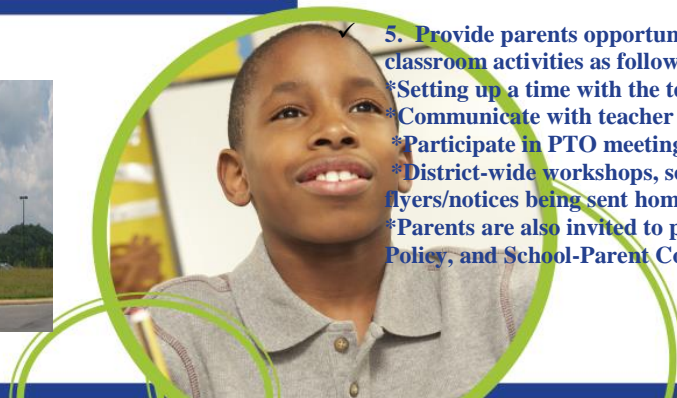 ✓ 5. Provide parents opportun
classroom activities as follow
*Setting up a time with the te
*Communicate with teacher
*Participate in PTO meeting
*District-wide workshops, se
flyers/notices being sent hom
*Parents are also invited to p
Policy, and School-Parent Co